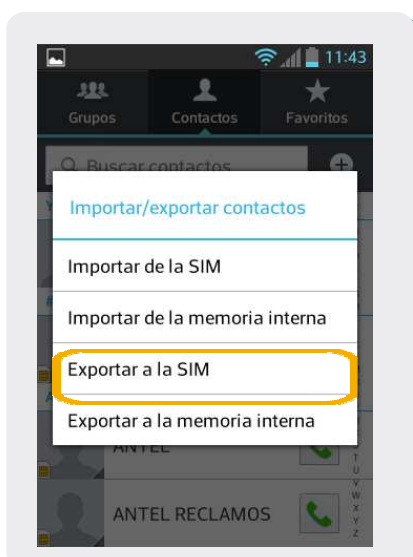 11:43
Grupos Contactos Favoritos
Buscar contactos
Importar/exportar contactos
Importar de la SIM
Importar de la memoria interna
Exportar a la SIM
Exportar a la memoria interna
ANTEL
T
U
V
W
ANTEL RECLAMOS
X
Y
Z